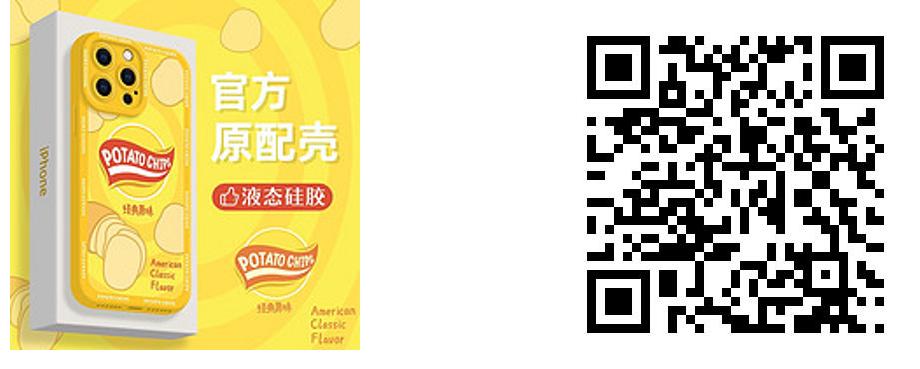 iPhone
POTATO CHIPS
经典原味
American
Classic
Flavor
官方
原配壳
液态硅胶
POTATO CHIPS
经典原味
American
Classic
Flavor